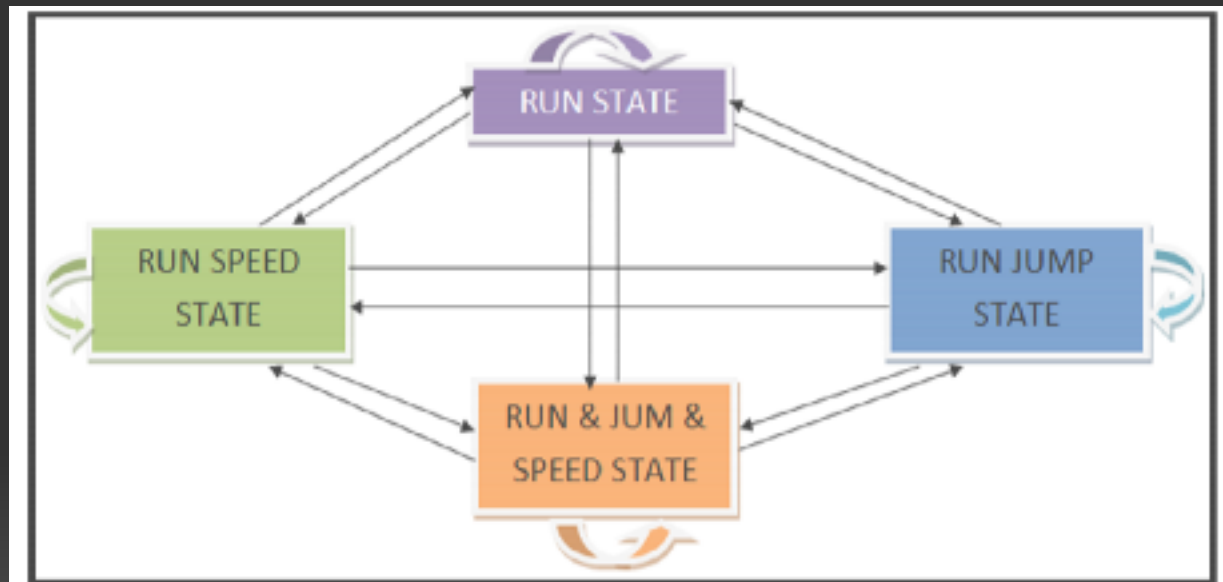 RUN STATE
RUN SPEED
STATE
RUN JUMP
STATE
RUN & JUM &
SPEED STATE